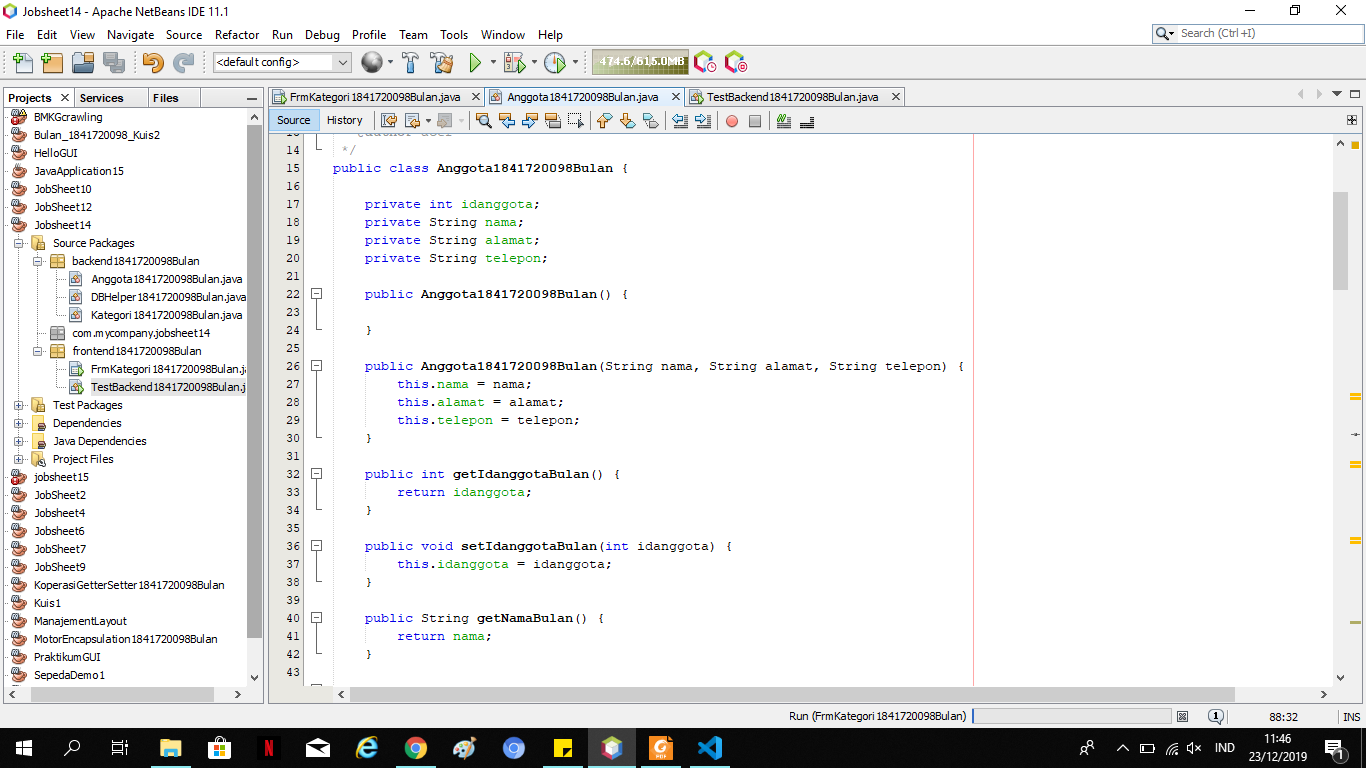 Jobsheet14 - Apache NetBeans IDE 11.1
File Edit View Navigate Source Refactor Run Debug Profile Team Tools Window Help
Search (Ctrl+I)
<default config>
474.6/615.0MB
Projects Services Files
FrmKategori1841720098Bulan.java Anggota1841720098Bulan.java TestBackend1841720098Bulan.java
Source History
BMKGcrawling
Bulan_1841720098_Kuis2
HelloGUI
JavaApplication15
JobSheet10
JobSheet12
Jobsheet14
Source Packages
backend1841720098Bulan
Anggota1841720098Bulan.java
DBHelper1841720098Bulan.java
Kategori1841720098Bulan.java
com.mycompany.jobsheet14
frontend1841720098Bulan
FrmKategori1841720098Bulan.ja
TestBackend1841720098Bulan.j
Test Packages
Dependencies
Java Dependencies
Project Files
jobsheet15
JobSheet2
Jobsheet4
Jobsheet6
JobSheet7
JobSheet9
KoperasiGetterSetter1841720098Bulan
Kuis1
ManajementLayout
MotorEncapsulation1841720098Bulan
PraktikumGUI
SepedaDemo1
14 */
15 public class Anggota1841720098Bulan {
16
17 private int idanggota;
18 private String nama;
19 private String alamat;
20 private String telepon;
21
22 public Anggota1841720098Bulan() {
23
24 }
25
26 public Anggota1841720098Bulan(String nama, String alamat, String telepon) {
27 this.nama = nama;
28 this.alamat = alamat;
29 this.telepon = telepon;
30 }
31
32 public int getIdanggotaBulan() {
33 return idanggota;
34 }
35
36 public void setIdanggotaBulan(int idanggota) {
37 this.idanggota = idanggota;
38 }
39
40 public String getNamaBulan() {
41 return nama;
42 }
43
Run (FrmKategori1841720098Bulan)
1
88:32
INS
IND
11:46
23/12/2019
1